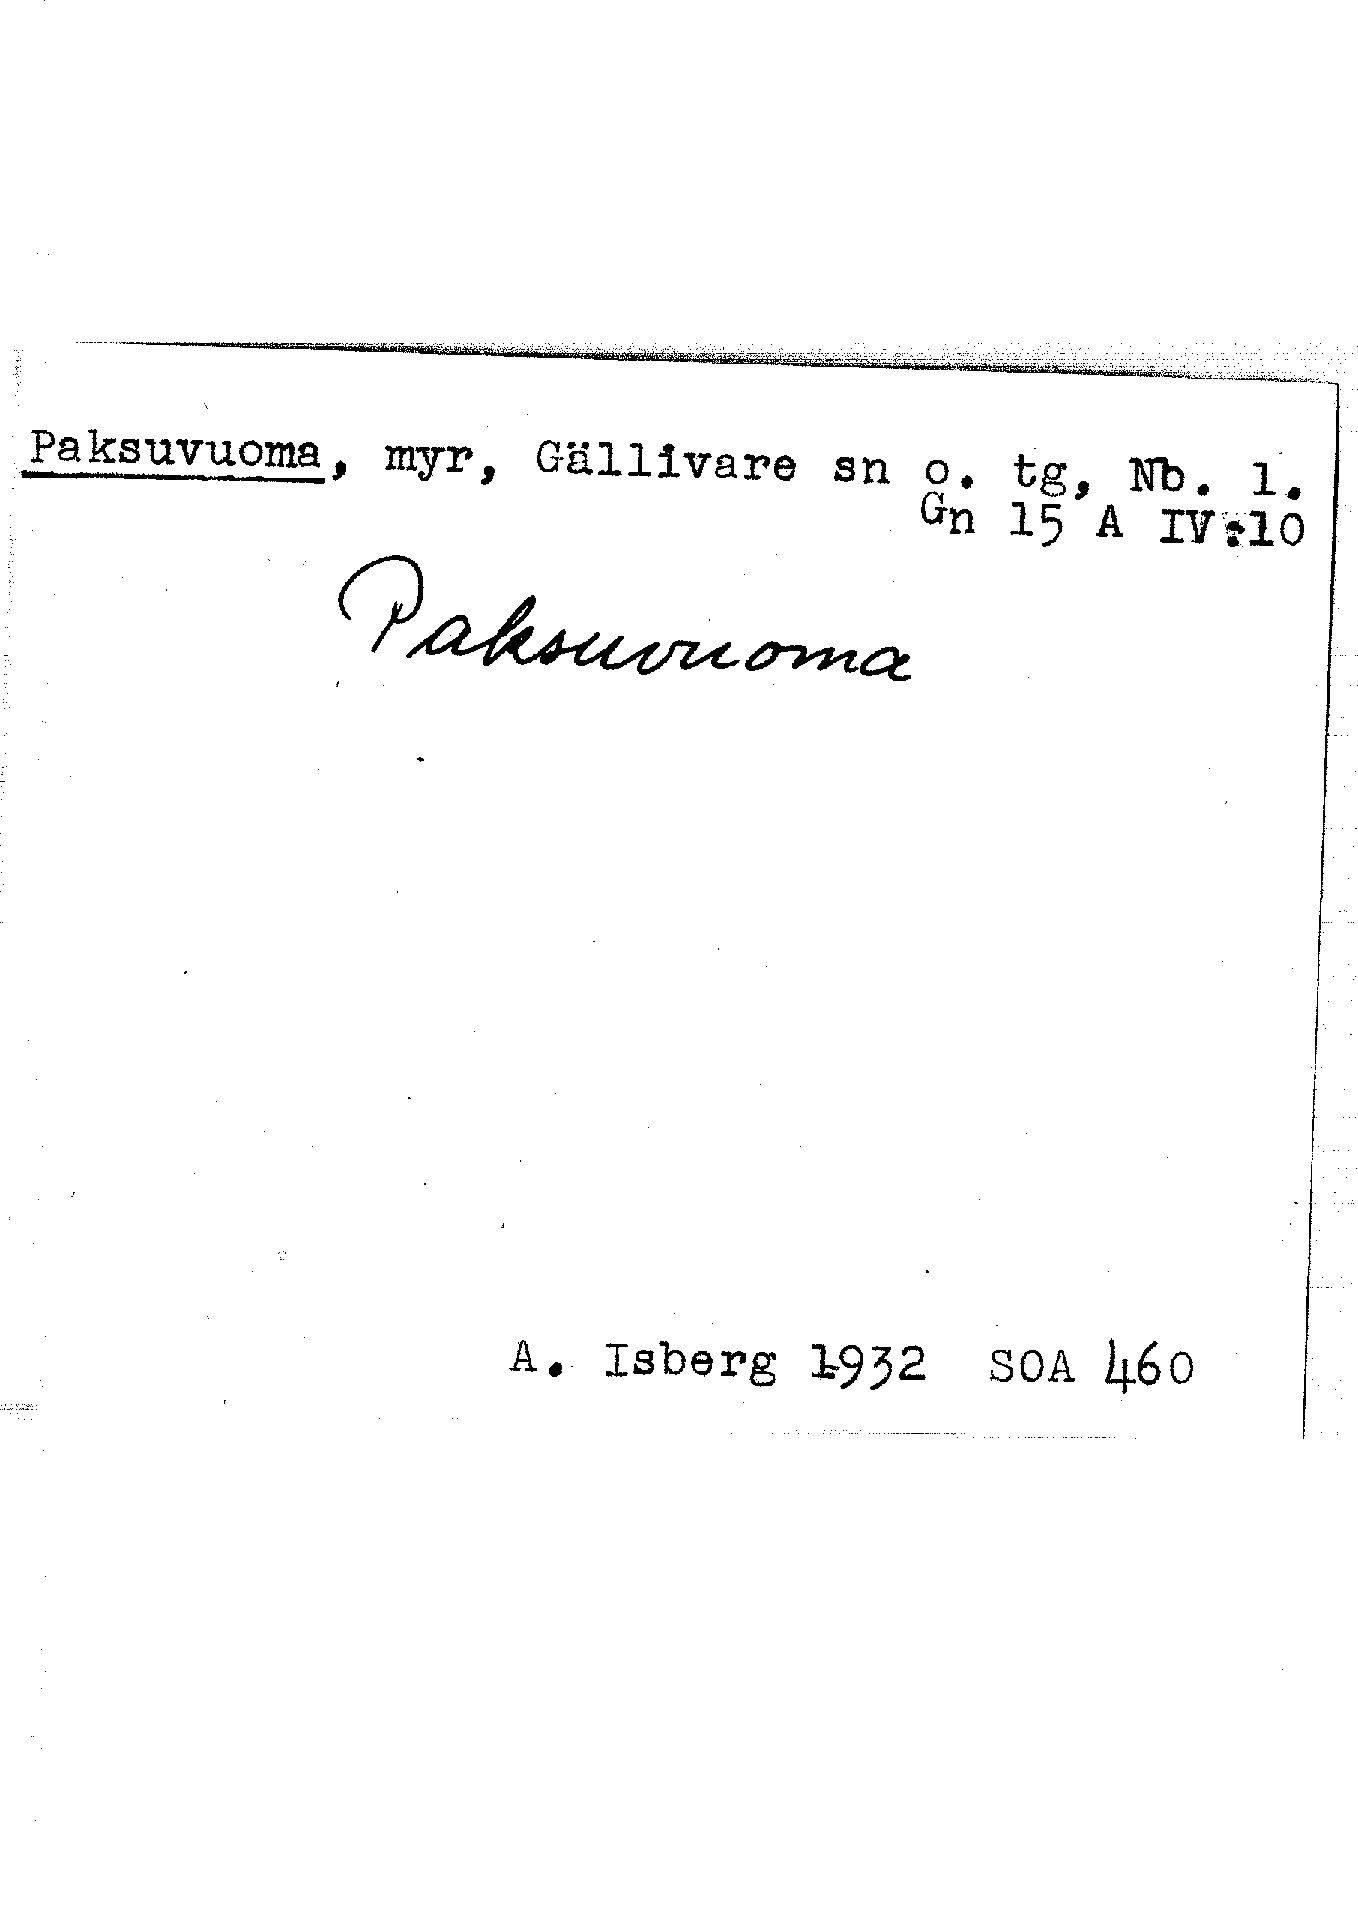 Paksuvuoma, myr, Gällivare sn o. tg, Nb. l.
Gn 15 A IV:10
Paksuvuoma
A. Isberg 1932 SOA 460